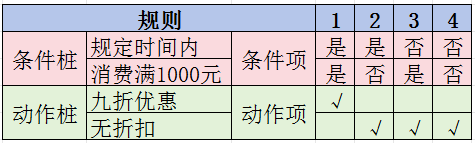 规则 1 2 3 4
条件桩 规定时间内 条件项 是 是 否 否
消费满1000元 是 否 是 否
动作桩 九折优惠 动作项 √
无折扣 √ √ √